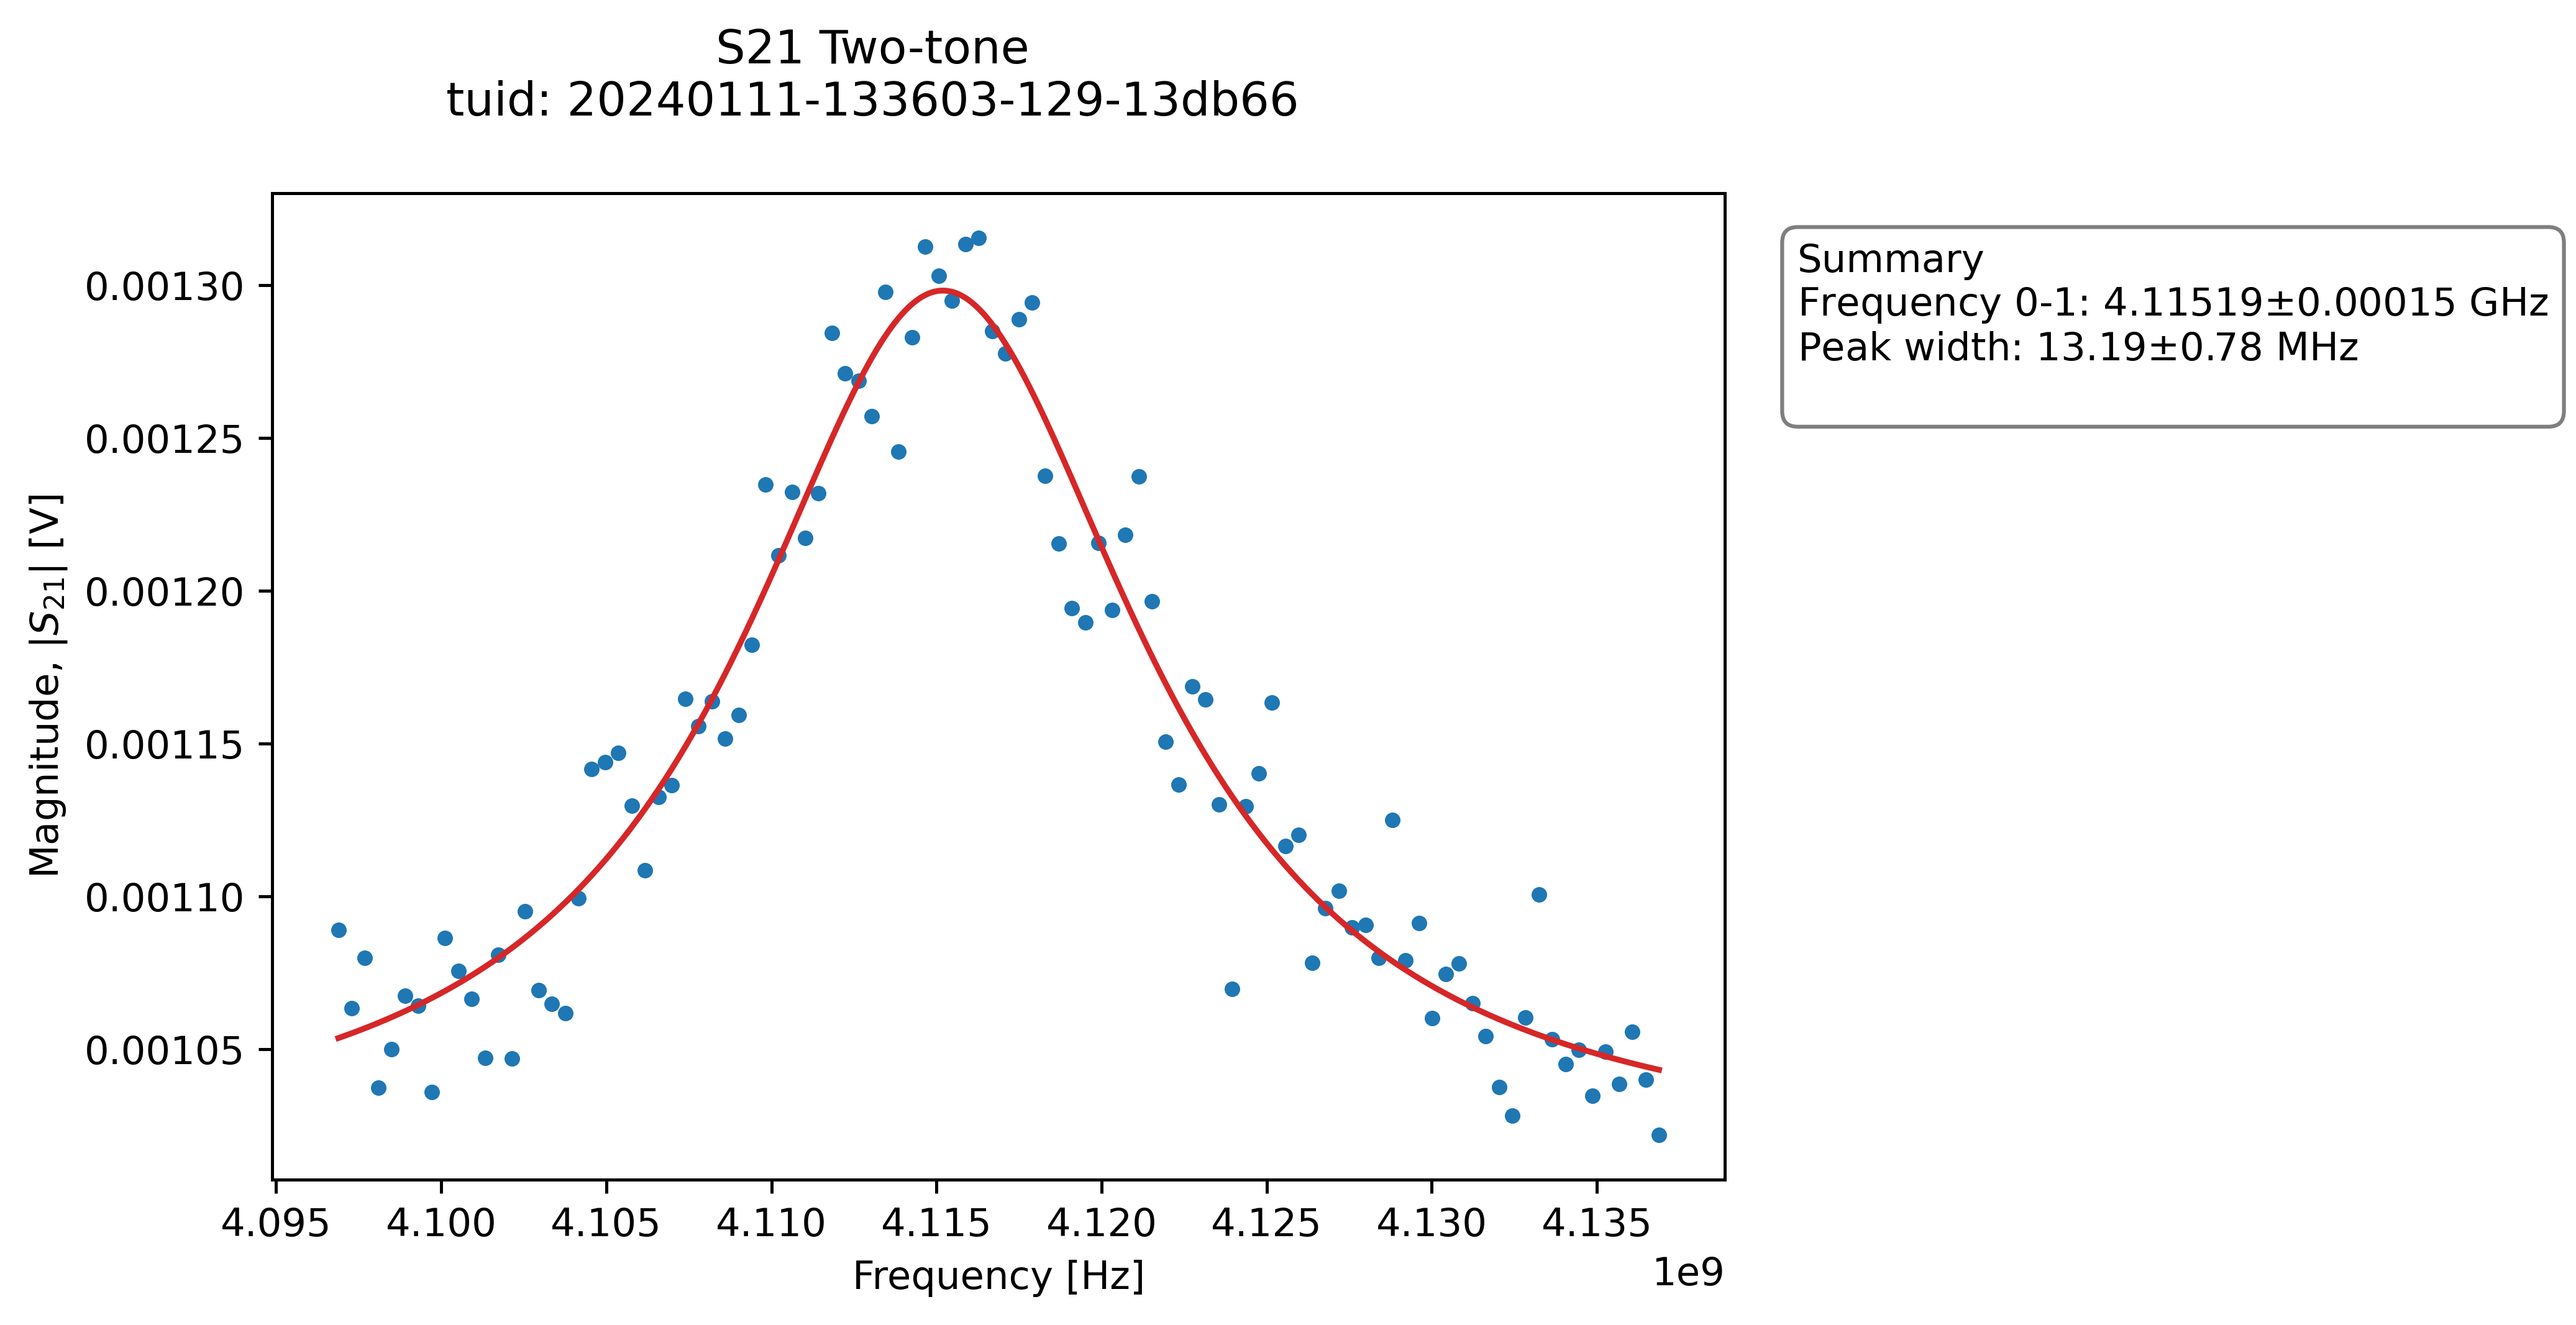 S21 Two-tone
tuid: 20240111-133603-129-13db66
Summary
Frequency 0-1: 4.11519±0.00015 GHz
Peak width: 13.19±0.78 MHz
Magnitude, |S21| [V]
0.00130
0.00125
0.00120
0.00115
0.00110
0.00105
4.095 4.100 4.105 4.110 4.115 4.120 4.125 4.130 4.135
Frequency [Hz]
1e9